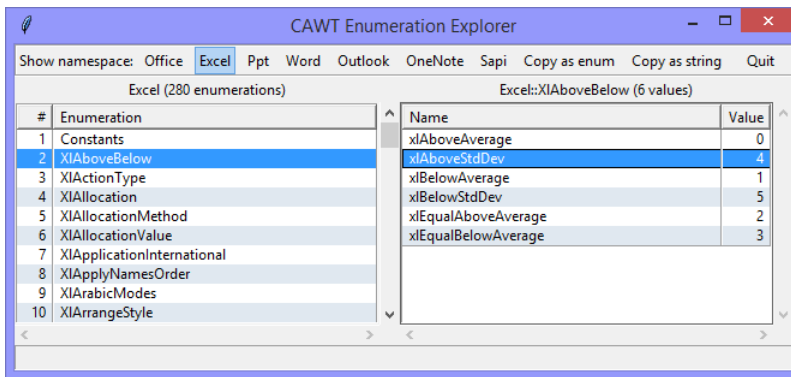 CAWT Enumeration Explorer
Show namespace: Office Excel Ppt Word Outlook OneNote Sapi Copy as enum Copy as string Quit
Excel (280 enumerations)
# Enumeration
1 Constants
2 XlAboveBelow
3 XlActionType
4 XlAllocation
5 XlAllocationMethod
6 XlAllocationValue
7 XlApplicationInternational
8 XlApplyNamesOrder
9 XlArabicModes
10 XlArrangeStyle
Excel::XlAboveBelow (6 values)
Name Value
xlAboveAverage 0
xlAboveStdDev 4
xlBelowAverage 1
xlBelowStdDev 5
xlEqualAboveAverage 2
xlEqualBelowAverage 3